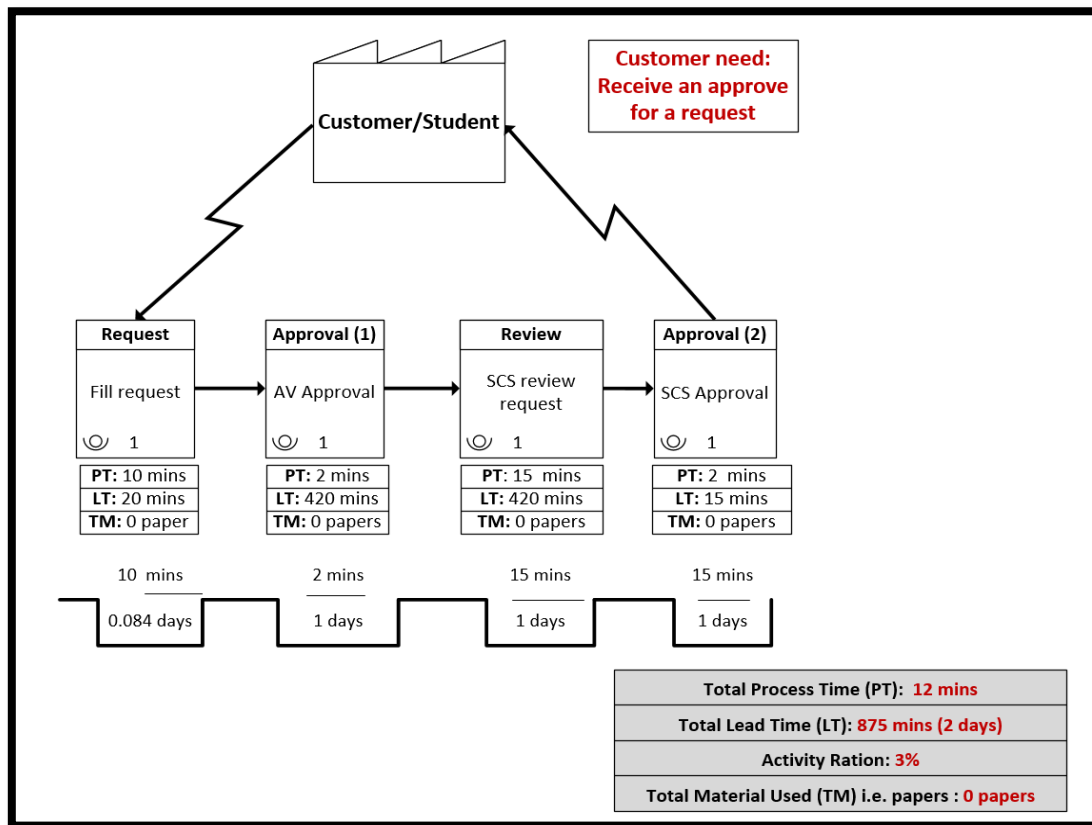 Customer/Student
Customer need:
Receive an approve
for a request
Request
Fill request
1
PT: 10 mins
LT: 20 mins
TM: 0 paper
Approval (1)
AV Approval
1
PT: 2 mins
LT: 420 mins
TM: 0 papers
Review
SCS review
request
1
PT: 15 mins
LT: 420 mins
TM: 0 papers
Approval (2)
SCS Approval
1
PT: 2 mins
LT: 15 mins
TM: 0 papers
10 mins
0.084 days
2 mins
1 days
15 mins
1 days
15 mins
1 days
Total Process Time (PT): 12 mins
Total Lead Time (LT): 875 mins (2 days)
Activity Ration: 3%
Total Material Used (TM) i.e. papers : 0 papers